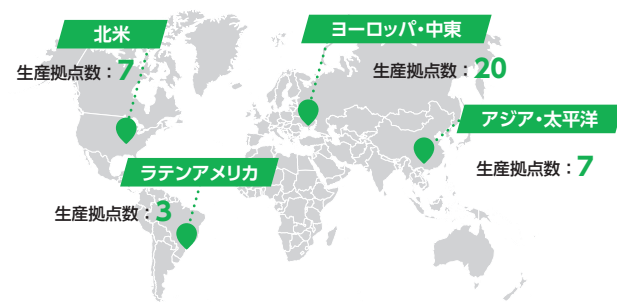 北米
生産拠点数：7
ヨーロッパ・中東
生産拠点数：20
アジア・太平洋
生産拠点数：7
ラテンアメリカ
生産拠点数：3